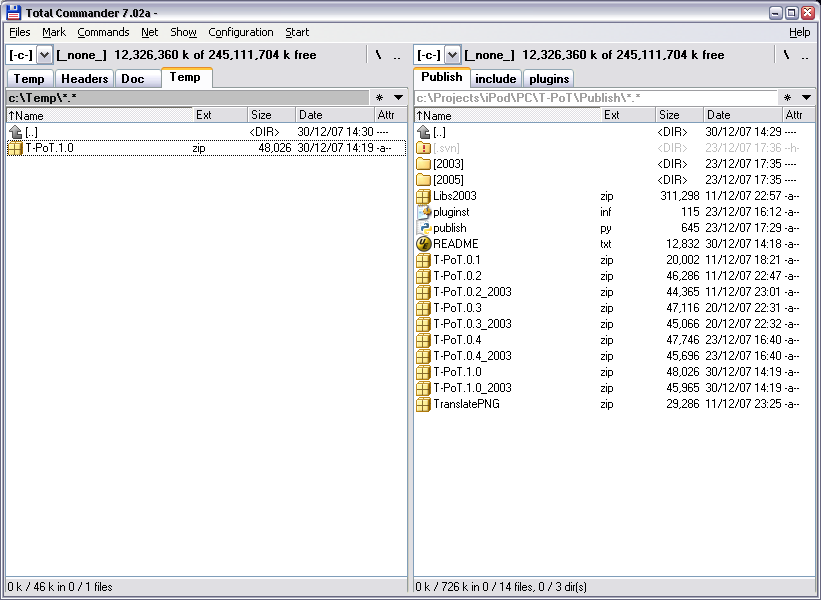 Total Commander 7.02a -
Files Mark Commands Net Show Configuration Start Help
[-c-] [_none_] 12,326,360 k of 245,111,704 k free \ ..
Temp Headers Doc Temp
c:\Temp\*.* *
↑Name Ext Size Date Attr
[..] <DIR> 30/12/07 14:30 ----
T-PoT.1.0 zip 48,026 30/12/07 14:19 -a--
0 k / 46 k in 0 / 1 files
[-c-] [_none_] 12,326,360 k of 245,111,704 k free \ ..
Publish include plugins
c:\Projects\iPod\PC\T-PoT\Publish\*.* *
↑Name Ext Size Date Attr
[..] <DIR> 30/12/07 14:29 ----
[.svn] <DIR> 23/12/07 17:36 --h-
[2003] <DIR> 23/12/07 17:35 ----
[2005] <DIR> 23/12/07 17:35 ----
Libs2003 zip 311,298 11/12/07 22:57 -a--
pluginst inf 115 23/12/07 16:12 -a--
publish py 645 23/12/07 17:29 -a--
README txt 12,832 30/12/07 14:18 -a--
T-PoT.0.1 zip 20,002 11/12/07 18:21 -a--
T-PoT.0.2 zip 46,286 11/12/07 22:47 -a--
T-PoT.0.2_2003 zip 44,365 11/12/07 23:01 -a--
T-PoT.0.3 zip 47,116 20/12/07 22:31 -a--
T-PoT.0.3_2003 zip 45,066 20/12/07 22:32 -a--
T-PoT.0.4 zip 47,746 23/12/07 16:40 -a--
T-PoT.0.4_2003 zip 45,696 23/12/07 16:40 -a--
T-PoT.1.0 zip 48,026 30/12/07 14:19 -a--
T-PoT.1.0_2003 zip 45,965 30/12/07 14:19 -a--
TranslatePNG zip 29,286 11/12/07 23:25 -a--
0 k / 726 k in 0 / 14 files, 0 / 3 dir(s)